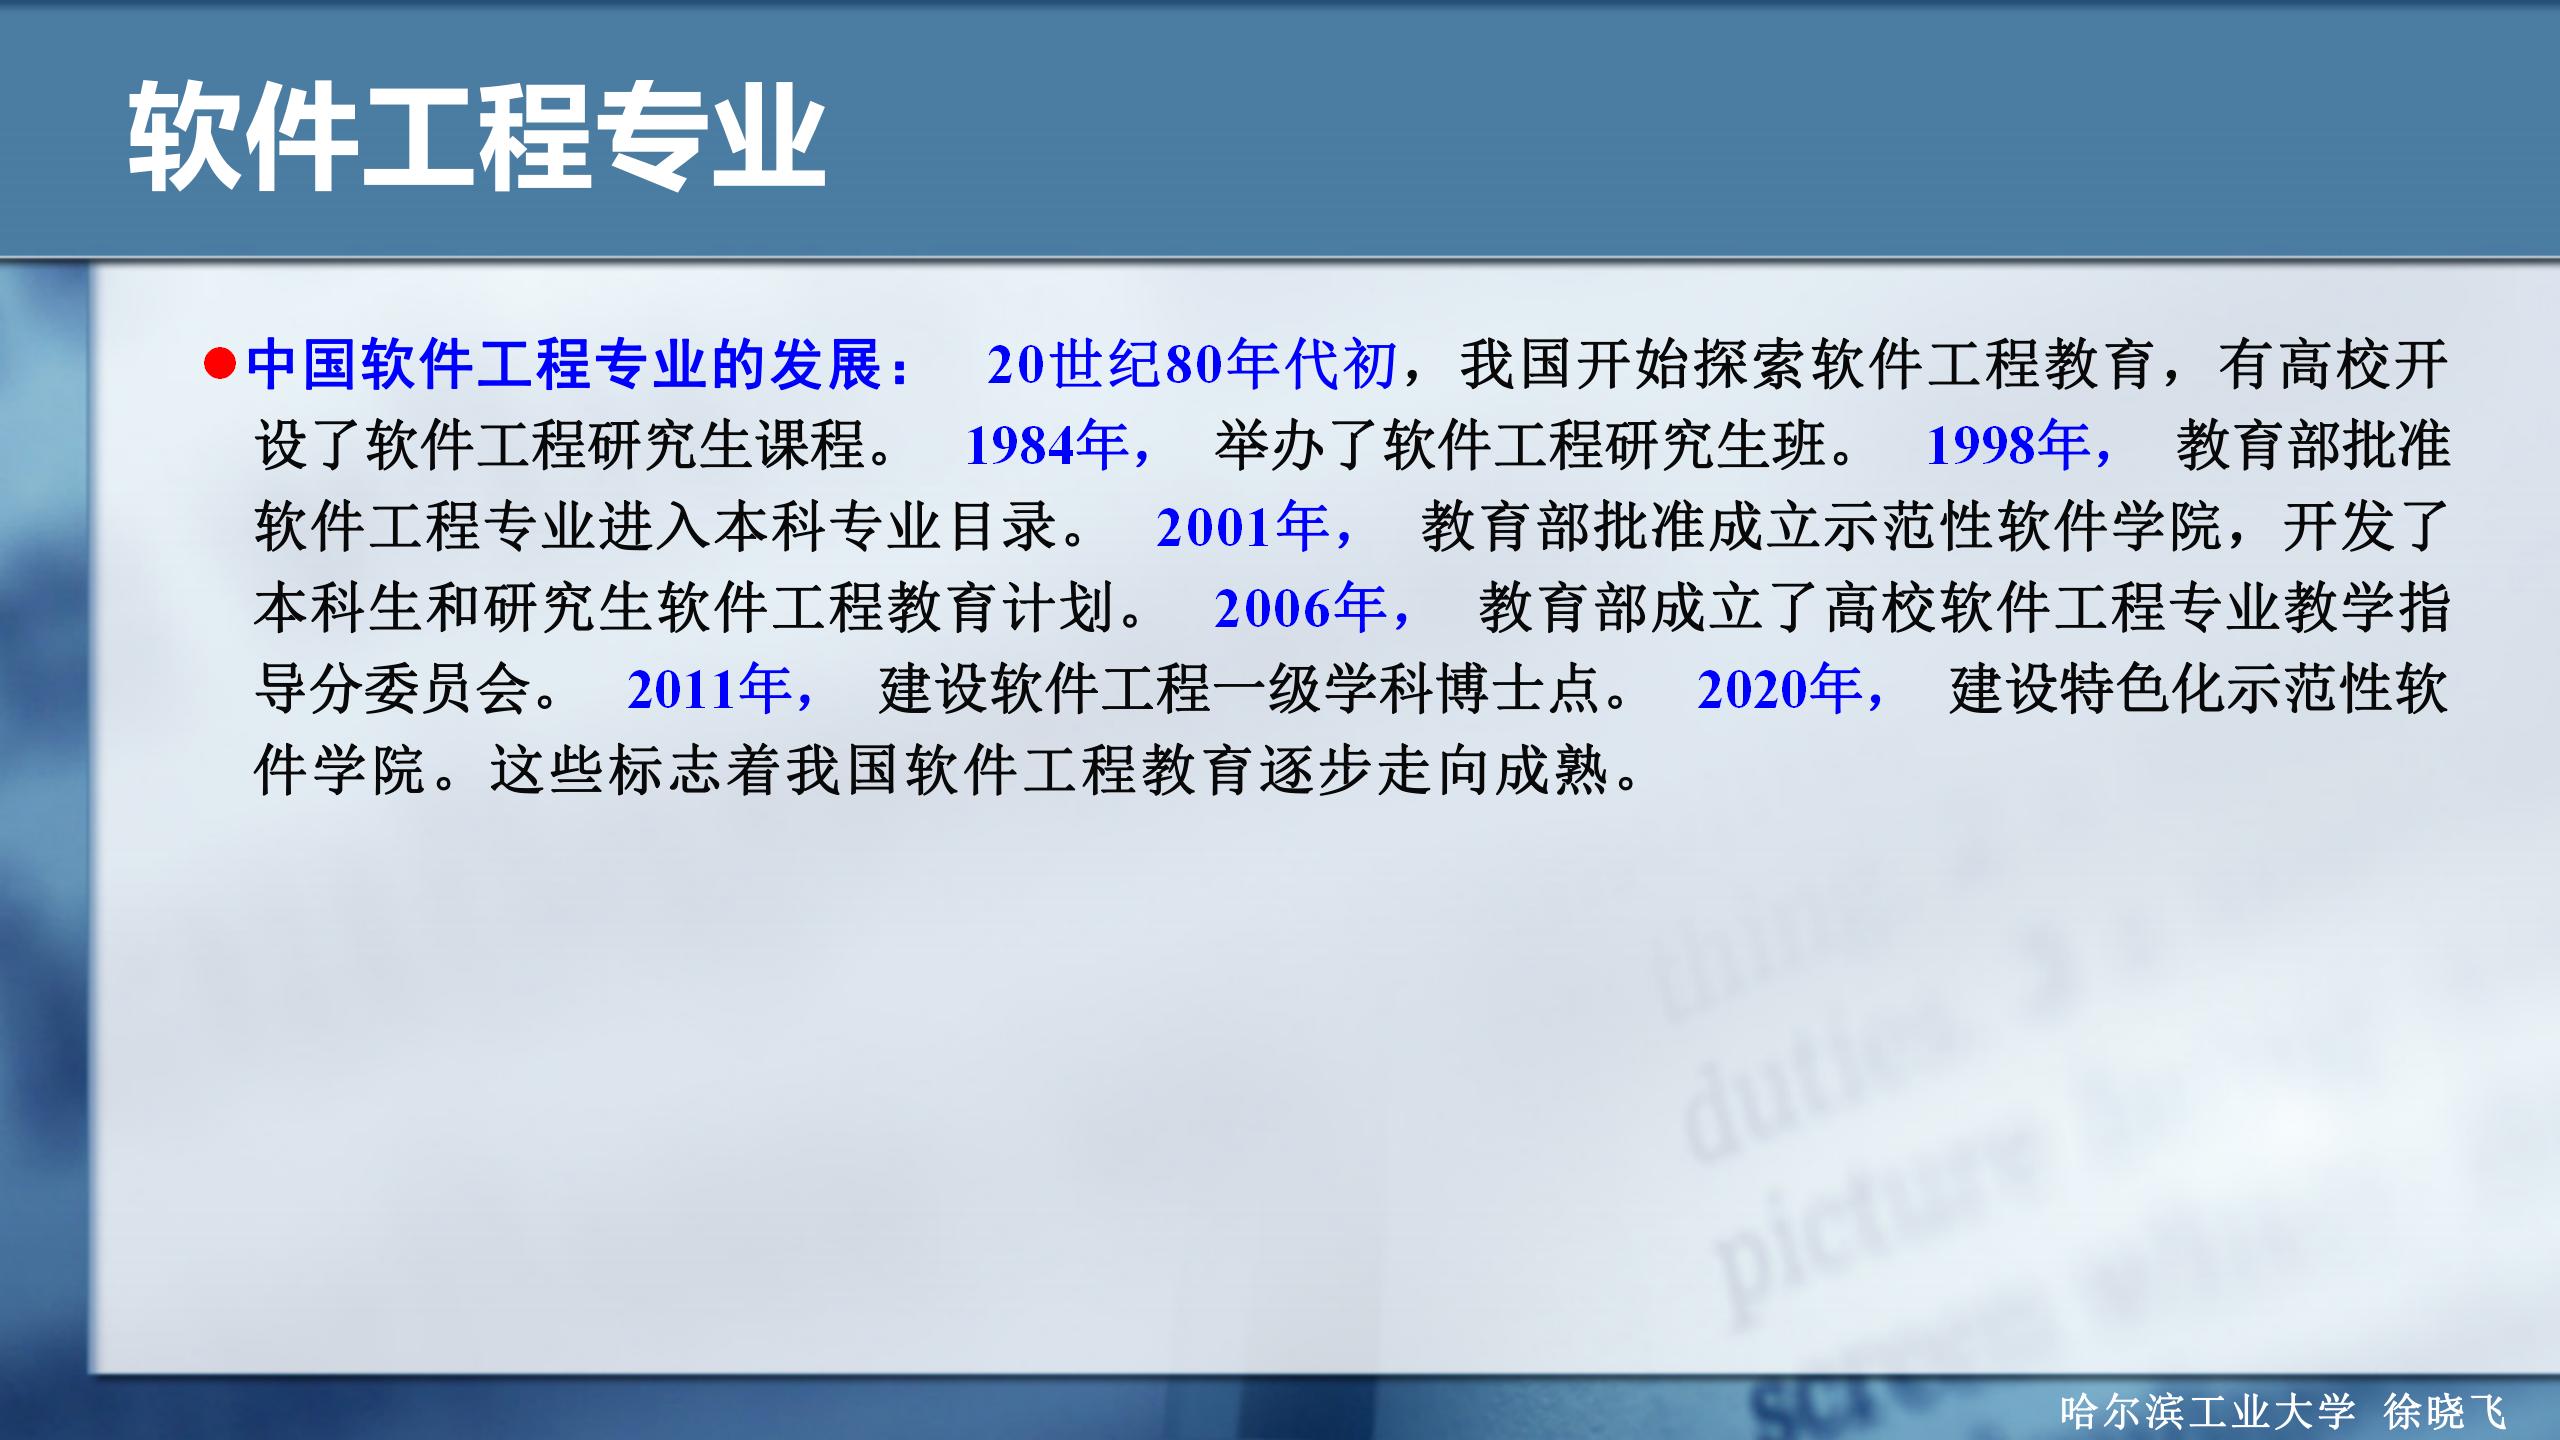 软件工程专业
●中国软件工程专业的发展： 20世纪80年代初，我国开始探索软件工程教育，有高校开
设了软件工程研究生课程。 1984年， 举办了软件工程研究生班。 1998年， 教育部批准
软件工程专业进入本科专业目录。 2001年， 教育部批准成立示范性软件学院，开发了
本科生和研究生软件工程教育计划。 2006年， 教育部成立了高校软件工程专业教学指
导分委员会。 2011年， 建设软件工程一级学科博士点。 2020年， 建设特色化示范性软
件学院。这些标志着我国软件工程教育逐步走向成熟。
duties
picture
哈尔滨工业大学 徐晓飞